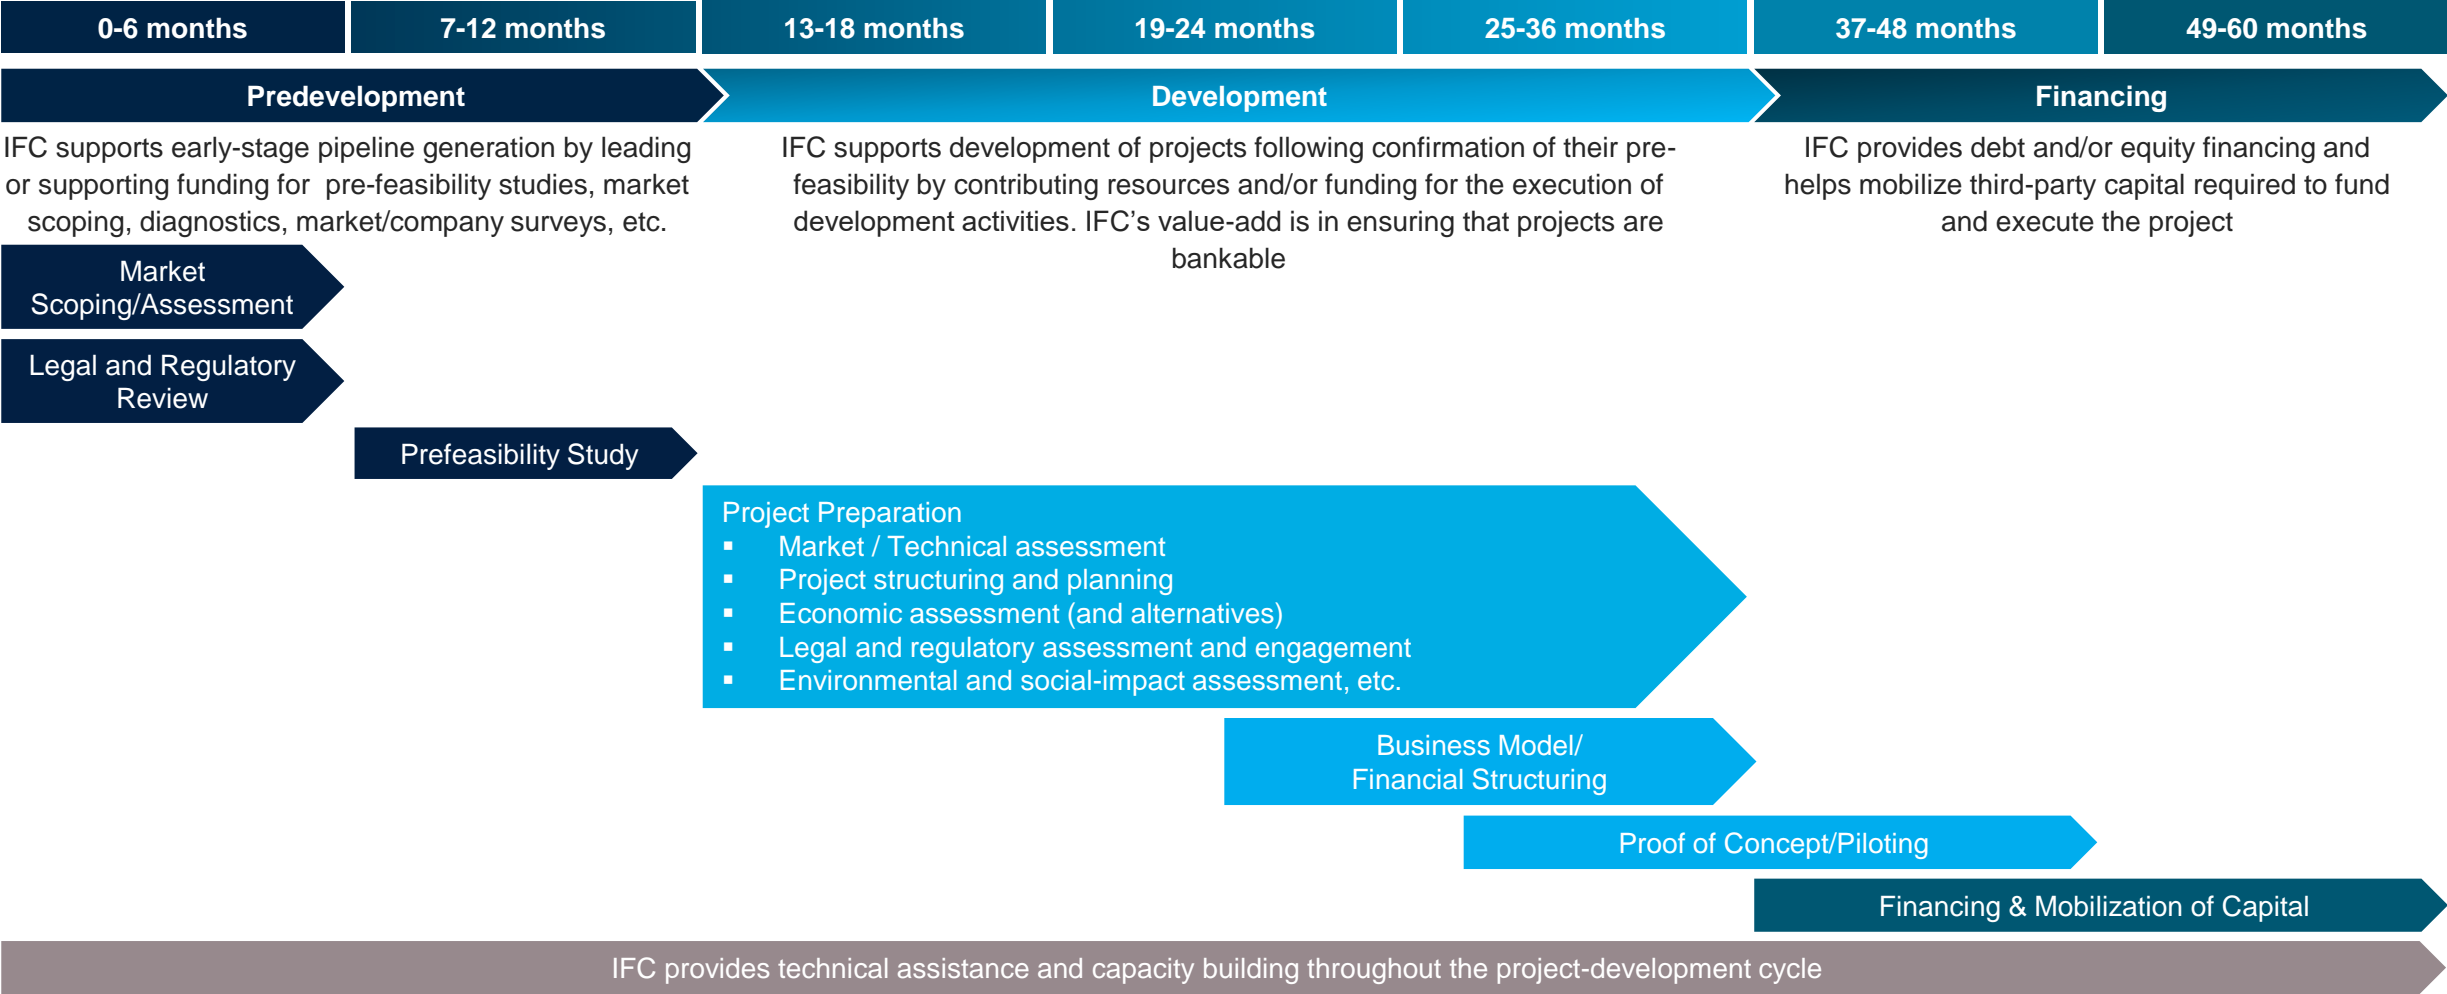 0-6 months
7-12 months
13-18 months
19-24 months
25-36 months
37-48 months
49-60 months
Predevelopment
Development
Financing
IFC supports early-stage pipeline generation by leading
or supporting funding for pre-feasibility studies, market
scoping, diagnostics, market/company surveys, etc.
IFC supports development of projects following confirmation of their pre-
feasibility by contributing resources and/or funding for the execution of
development activities. IFC’s value-add is in ensuring that projects are
bankable
IFC provides debt and/or equity financing and
helps mobilize third-party capital required to fund
and execute the project
Market
Scoping/Assessment
Legal and Regulatory
Review
Prefeasibility Study
Project Preparation
▪ Market / Technical assessment
▪ Project structuring and planning
▪ Economic assessment (and alternatives)
▪ Legal and regulatory assessment and engagement
▪ Environmental and social-impact assessment, etc.
Business Model/
Financial Structuring
Proof of Concept/Piloting
Financing & Mobilization of Capital
IFC provides technical assistance and capacity building throughout the project-development cycle